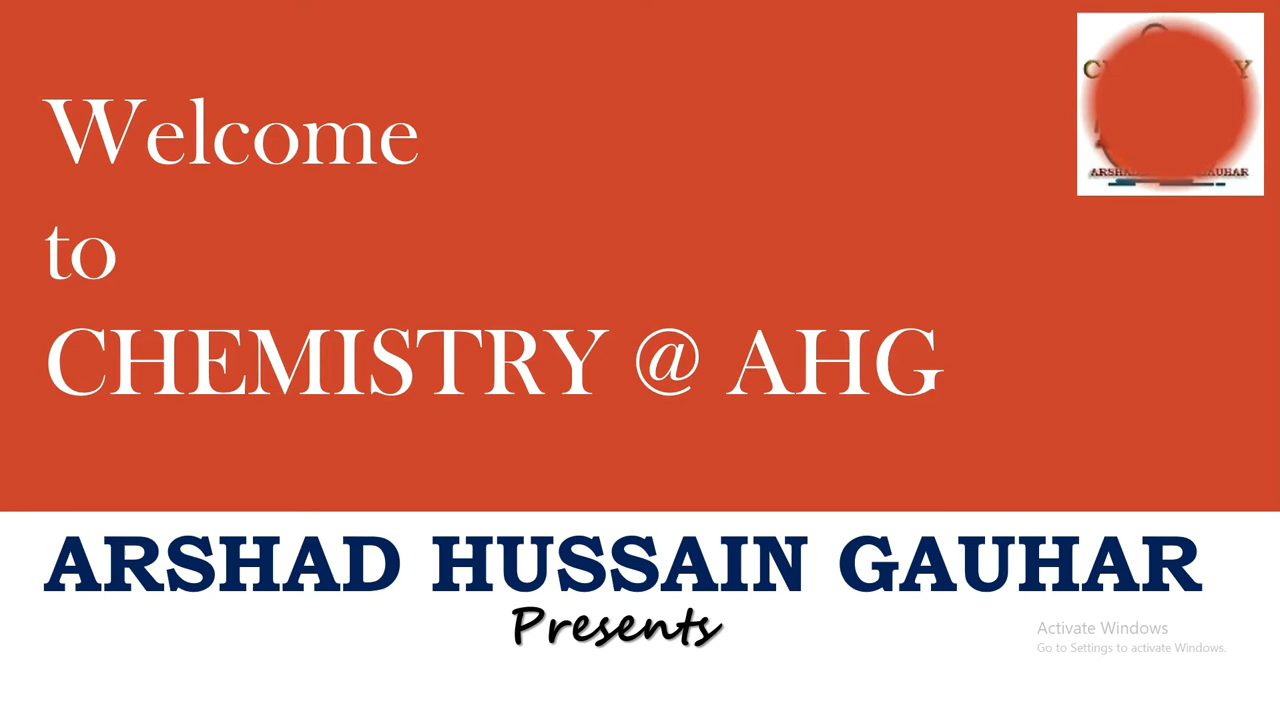 Welcome
to
CHEMISTRY @ AHG
ARSHAD HUSSAIN GAUHAR
Presents
Activate Windows
Go to Settings to activate Windows.